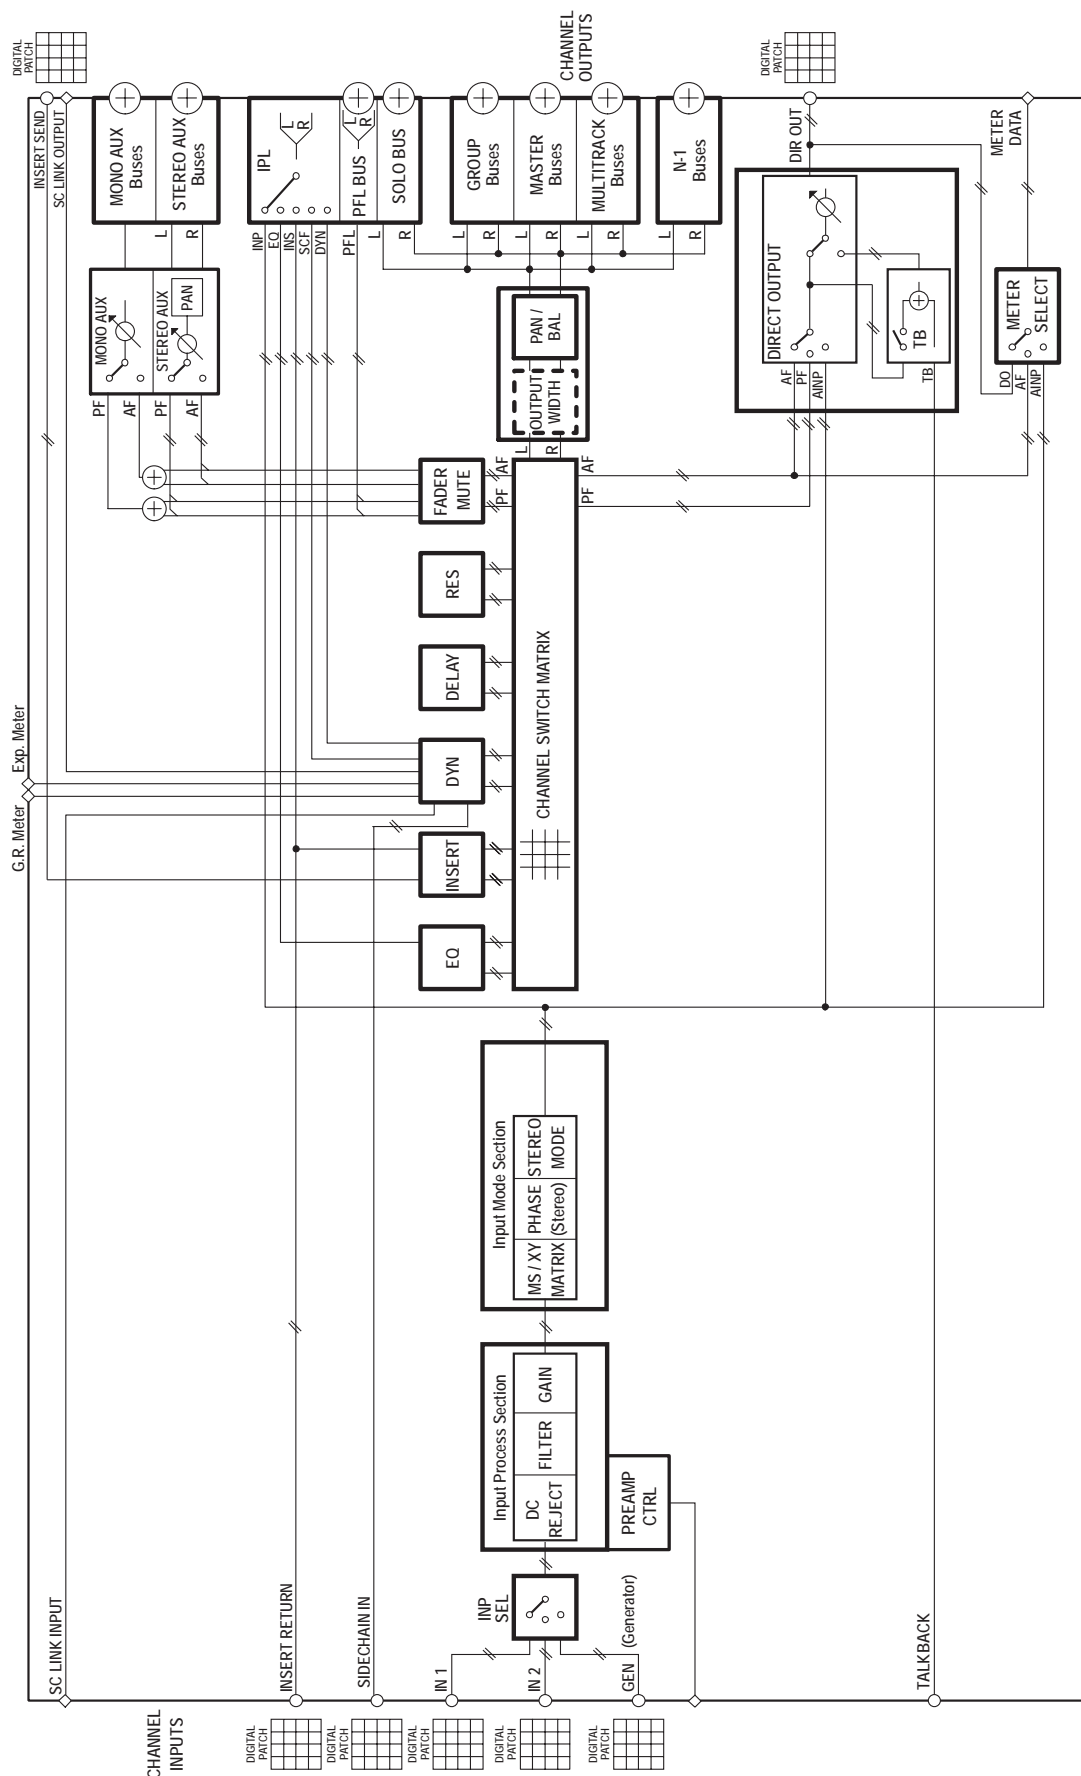 CHANNEL
INPUTS
SC LINK INPUT
DIGITAL
PATCH
INSERT RETURN
DIGITAL
PATCH
SIDECHAIN IN
DIGITAL
PATCH
IN 1
DIGITAL
PATCH
IN 2
DIGITAL
PATCH
GEN (Generator)
TALKBACK
INP
SEL
Input Process Section
DC
REJECT
FILTER
GAIN
PREAMP
CTRL
Input Mode Section
MS / XY
MATRIX
PHASE
(Stereo)
STEREO
MODE
G.R. Meter
Exp. Meter
EQ
INSERT
DYN
DELAY
RES
FADER
MUTE
CHANNEL SWITCH MATRIX
PF
AF
PF
AF
L
R
OUTPUT
WIDTH
PAN /
BAL
PF
AF
PF
AF
MONO AUX
STEREO AUX
PAN
L
R
MONO AUX
Buses
STEREO AUX
Buses
INSERT SEND
SC LINK OUTPUT
DIGITAL
PATCH
INP
EQ
INS
SCF
DYN
PFL
L
R
IPL
L
R
PFL BUS
L
R
SOLO BUS
L
R
L
R
L
R
L
R
GROUP
Buses
MASTER
Buses
MULTITRACK
Buses
N-1
Buses
CHANNEL
OUTPUTS
AF
PF
AINP
DIRECT OUTPUT
TB
TB
DIR OUT
DIGITAL
PATCH
DO
AF
AINP
METER
SELECT
METER
DATA